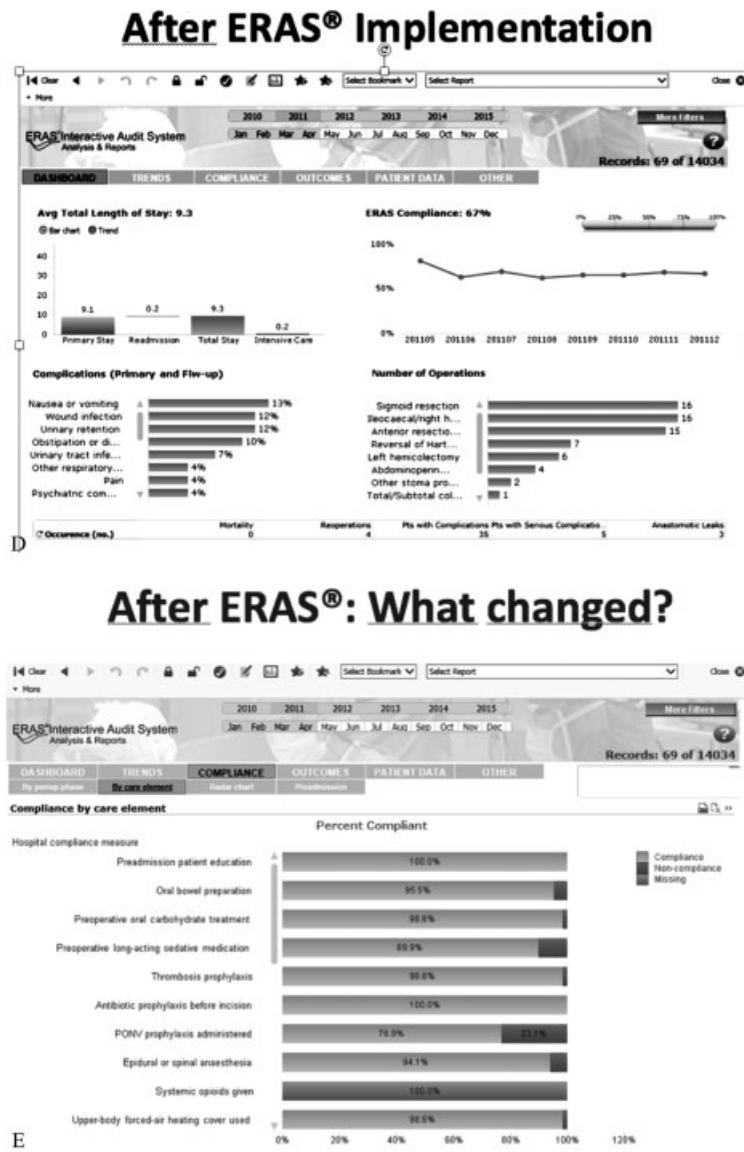 After ERAS® Implementation
Clear Select Bookmark Select Report Close
More
2010 2011 2012 2013 2014 2015
More Filters
Jan Feb Mar Apr May Jun Jul Aug Sep Oct Nov Dec
ERAS Interactive Audit System
?
Analysis & Reports
Records: 69 of 14034
DASHBOARD TRENDS COMPLIANCE OUTCOMES PATIENT DATA OTHER
Avg Total Length of Stay: 9.3
ERAS Compliance: 67%
0% 25% 50% 75% 100%
Bar chart Trend
40
30
20
10
0
9.1 0.2 9.3 0.2
Primary Stay Readmission Total Stay Intensive Care
100%
50%
0%
201105 201106 201107 201108 201109 201110 201111 201112
Complications (Primary and Flw-up)
Nausea or vomiting 13%
Wound infection 12%
Urinary retention 12%
Obstipation or di... 10%
Urinary tract infe... 7%
Other respiratory... 4%
Pain 4%
Psychiatric com... 4%
Number of Operations
Sigmoid resection 16
Ileocaecal/right h... 16
Anterior resectio... 15
Reversal of Hart... 7
Left hemicolectomy 6
Abdominoperin... 4
Other stoma pro... 2
Total/Subtotal col... 1
Mortality Reoperations Pts with Complications Pts with Serious Complicatio... Anastomotic Leaks
Occurence (no.) 0 4 35 5 3
D
After ERAS®: What changed?
Clear Select Bookmark Select Report Close
More
2010 2011 2012 2013 2014 2015
More Filters
Jan Feb Mar Apr May Jun Jul Aug Sep Oct Nov Dec
ERAS Interactive Audit System
?
Analysis & Reports
Records: 69 of 14034
DASHBOARD TRENDS COMPLIANCE OUTCOMES PATIENT DATA OTHER
By periop phase By care element Radar chart Preadmission
Compliance by care element
Percent Compliant
Hospital compliance measure
Compliance
Non-compliance
Missing
Preadmission patient education 100.0%
Oral bowel preparation 95.5%
Preoperative oral carbohydrate treatment 98.6%
Preoperative long-acting sedative medication 89.9%
Thrombosis prophylaxis 98.6%
Antibiotic prophylaxis before incision 100.0%
PONV prophylaxis administered 76.9% 23.1%
Epidural or spinal anaesthesia 94.1%
Systemic opioids given 100.0%
Upper-body forced-air heating cover used 98.6%
0% 20% 40% 60% 80% 100% 120%
E